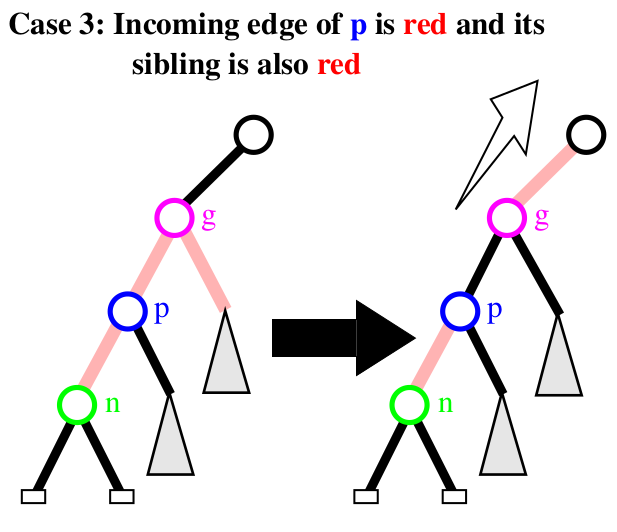 Case 3: Incoming edge of p is red and its
sibling is also red
g
g
p
p
n
n